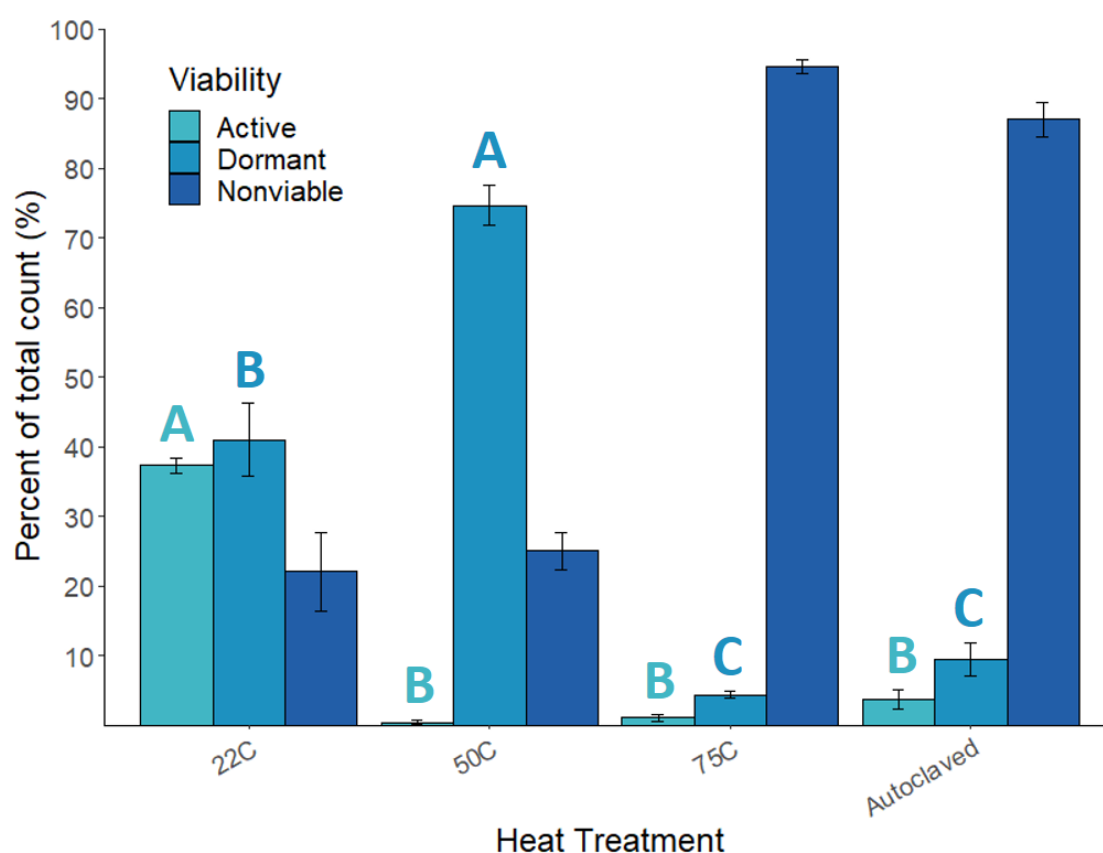 100
90
80
70
60
50
40
30
20
10
Percent of total count (%)
Viability
Active
Dormant
Nonviable
A
B
B
A
B
C
B
C
22C
50C
75C
Autoclaved
Heat Treatment